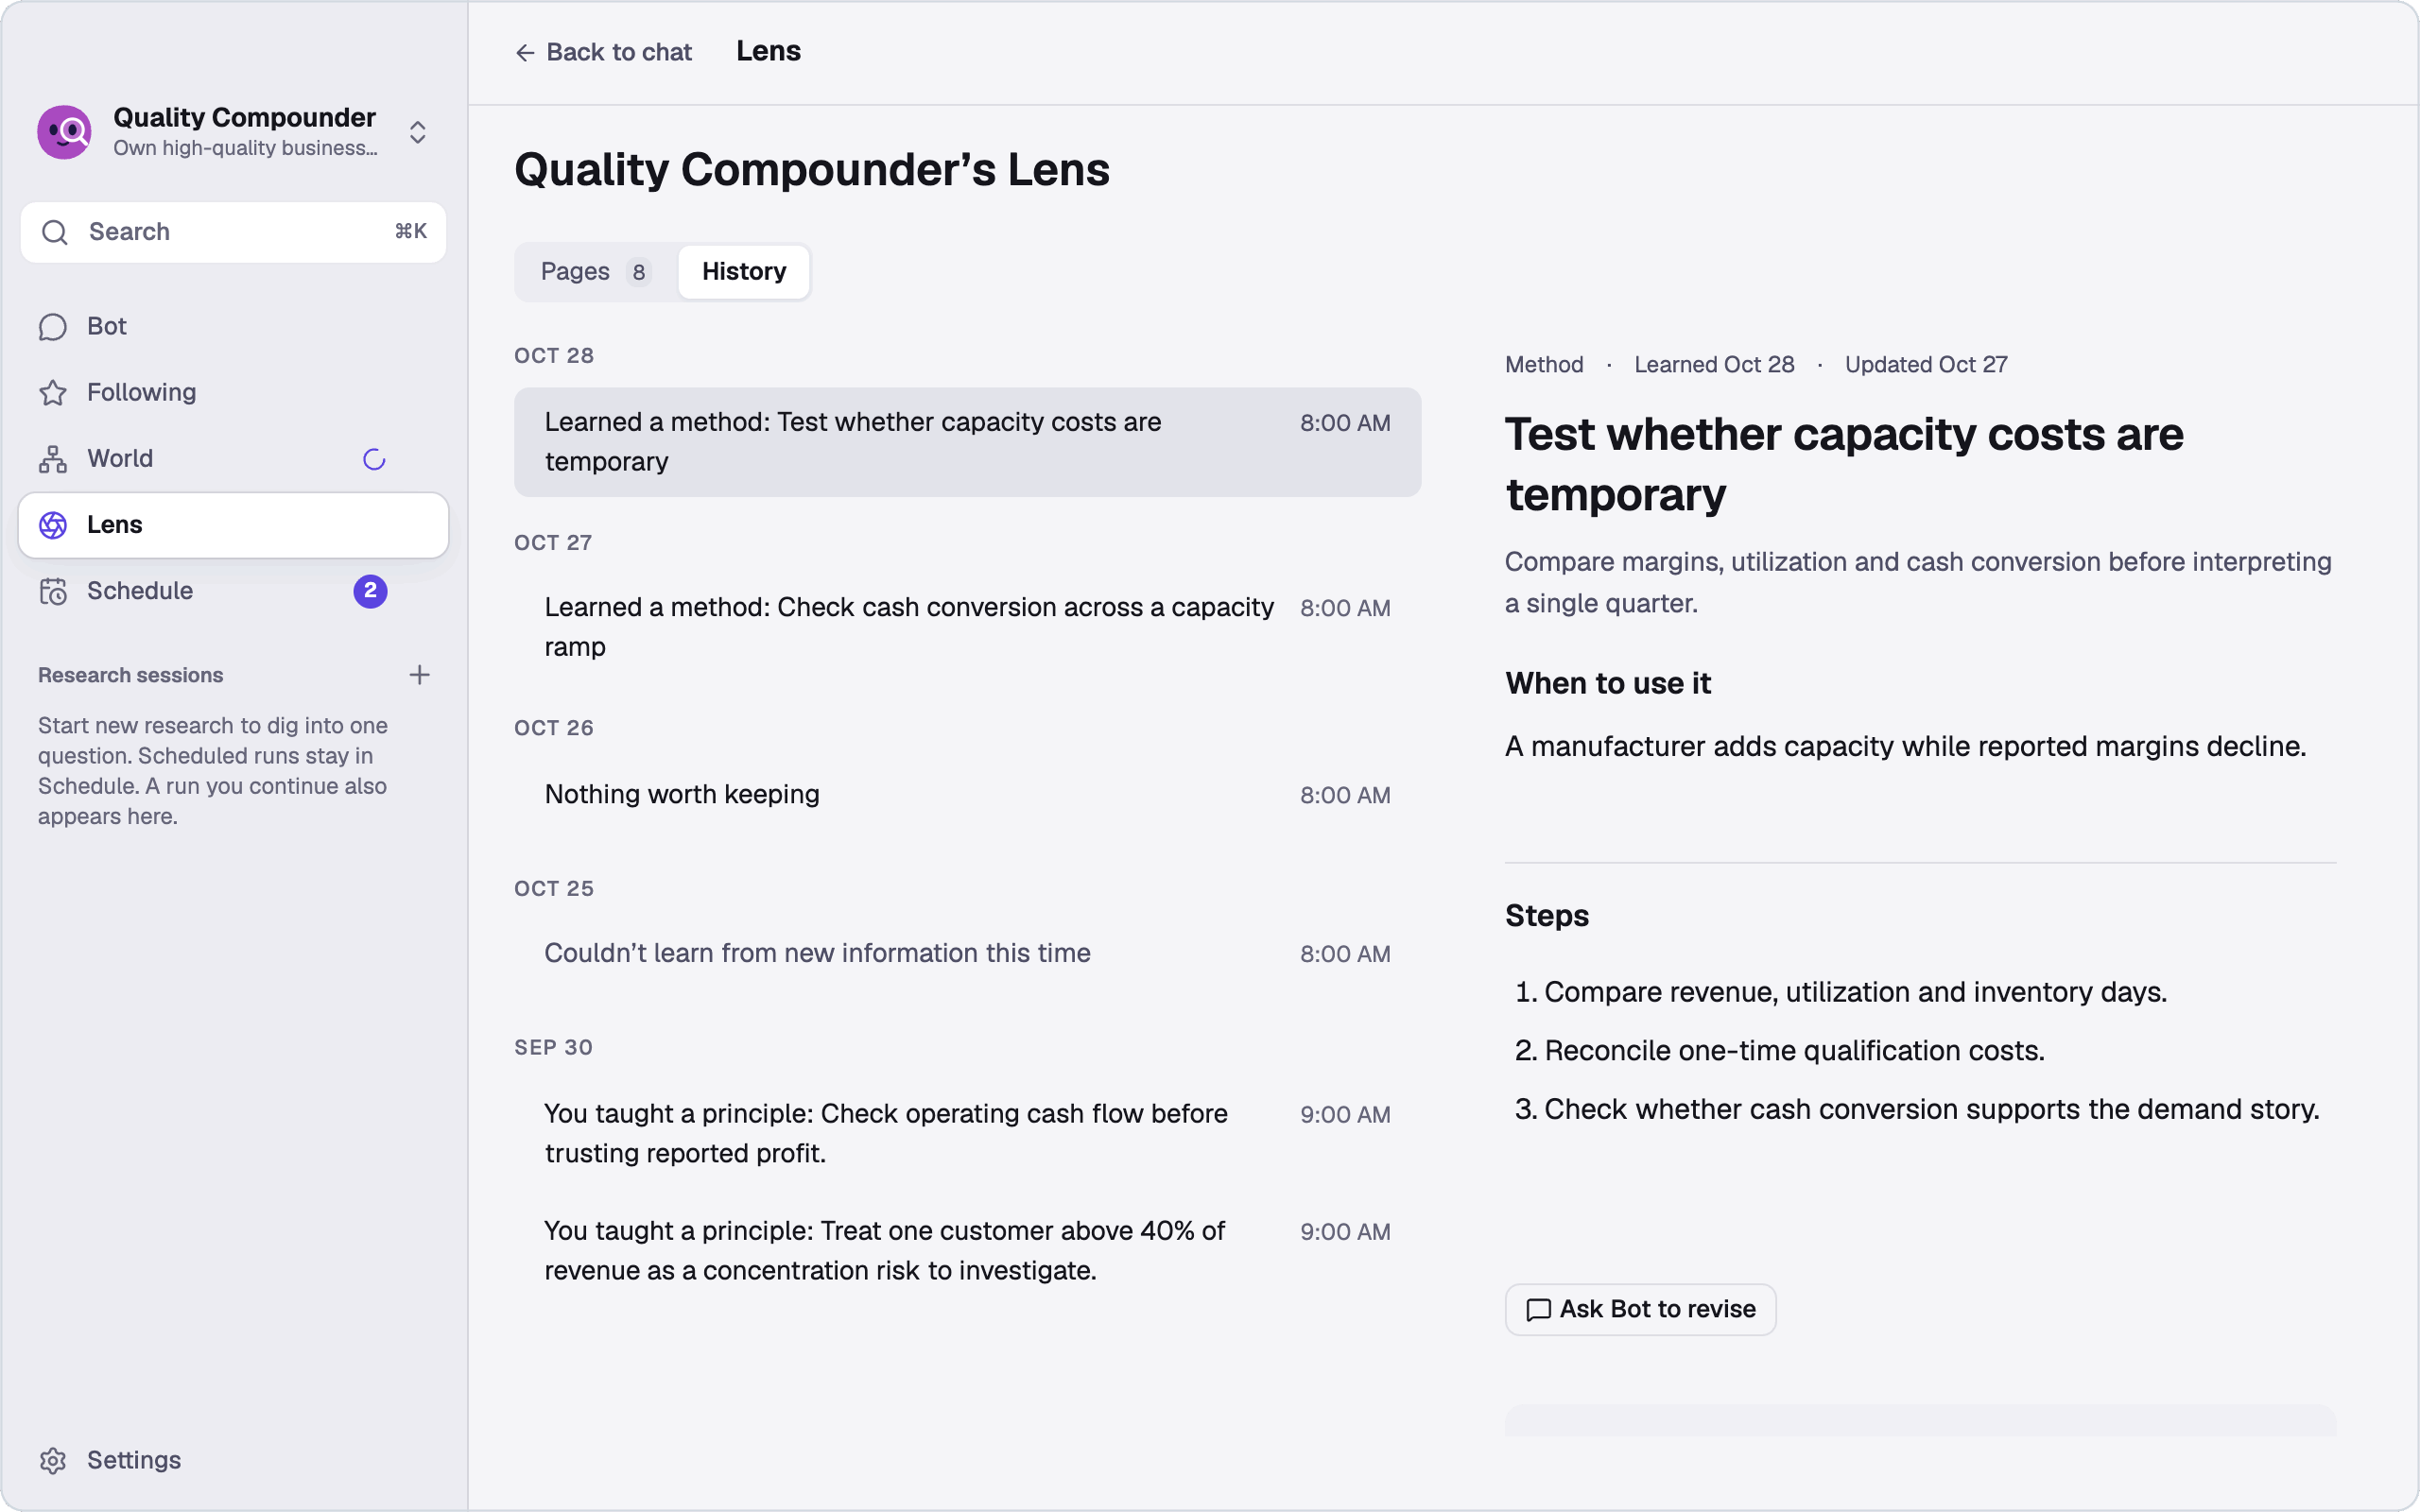 Quality Compounder
Own high-quality business...
Search ⌘K
Bot
Following
World
Lens
Schedule 2
Research sessions
Start new research to dig into one
question. Scheduled runs stay in
Schedule. A run you continue also
appears here.
Settings
Back to chat Lens
Quality Compounder’s Lens
Pages 8 History
OCT 28
Learned a method: Test whether capacity costs are 8:00 AM
temporary
OCT 27
Learned a method: Check cash conversion across a capacity 8:00 AM
ramp
OCT 26
Nothing worth keeping 8:00 AM
OCT 25
Couldn’t learn from new information this time 8:00 AM
SEP 30
You taught a principle: Check operating cash flow before 9:00 AM
trusting reported profit.
You taught a principle: Treat one customer above 40% of 9:00 AM
revenue as a concentration risk to investigate.
Method · Learned Oct 28 · Updated Oct 27
Test whether capacity costs are
temporary
Compare margins, utilization and cash conversion before interpreting
a single quarter.
When to use it
A manufacturer adds capacity while reported margins decline.
Steps
1. Compare revenue, utilization and inventory days.
2. Reconcile one-time qualification costs.
3. Check whether cash conversion supports the demand story.
Ask Bot to revise